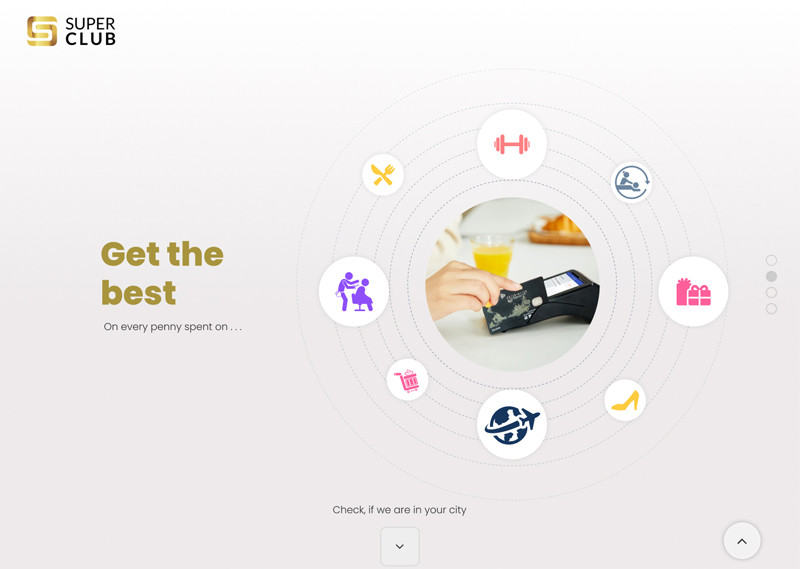 SUPER
CLUB
Get the
best
On every penny spent on . . .
Check, if we are in your city